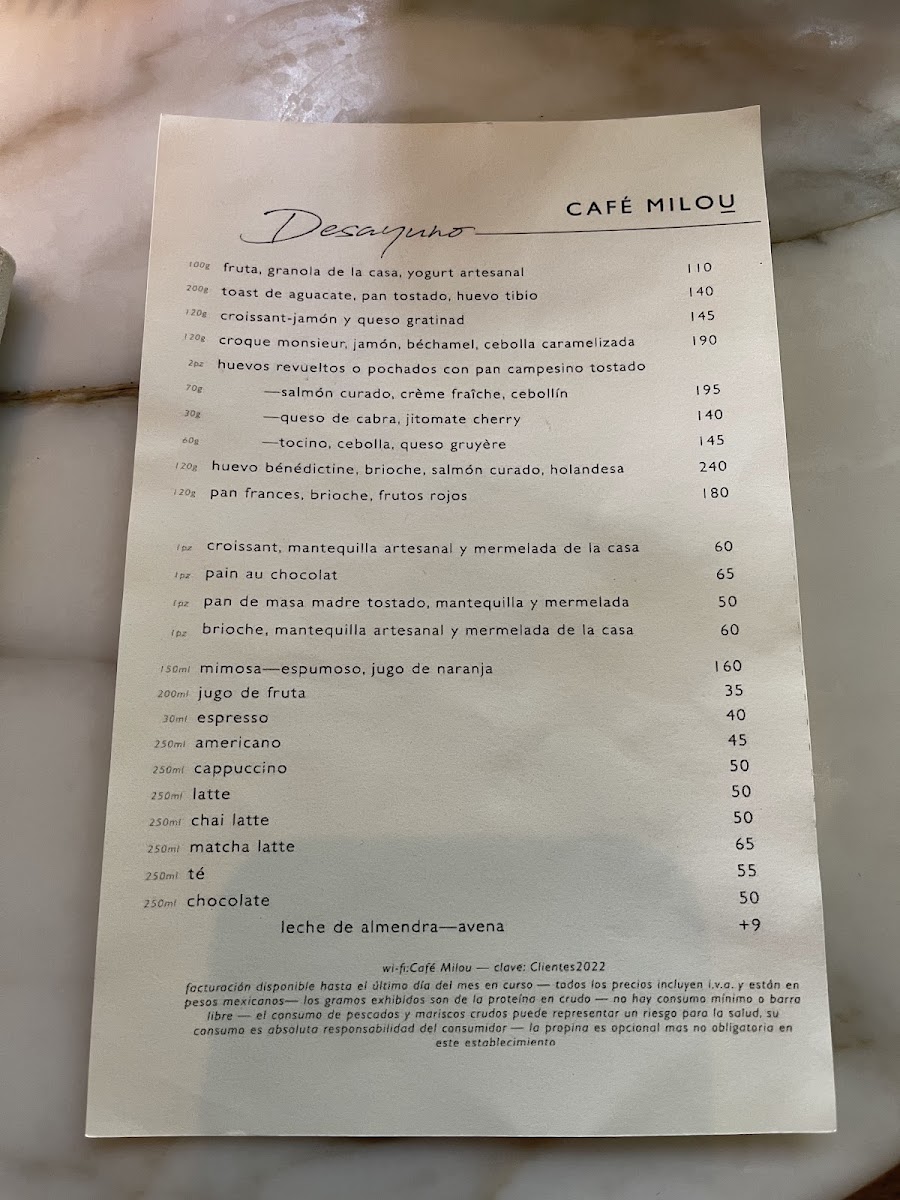 CAFÉ MILOU
Desayuno
100g fruta, granola de la casa, yogurt artesanal 110
200g toast de aguacate, pan tostado, huevo tibio 140
120g croissant-jamón y queso gratinad 145
120g croque monsieur, jamón, béchamel, cebolla caramelizada 190
2pz huevos revueltos o pochados con pan campesino tostado
70g —salmón curado, crème fraîche, cebollín 195
30g —queso de cabra, jitomate cherry 140
60g —tocino, cebolla, queso gruyère 145
120g huevo bénédictine, brioche, salmón curado, holandesa 240
120g pan frances, brioche, frutos rojos 180
1pz croissant, mantequilla artesanal y mermelada de la casa 60
1pz pain au chocolat 65
1pz pan de masa madre tostado, mantequilla y mermelada 50
1pz brioche, mantequilla artesanal y mermelada de la casa 60
150ml mimosa—espumoso, jugo de naranja 160
200ml jugo de fruta 35
30ml espresso 40
250ml americano 45
250ml cappuccino 50
250ml latte 50
250ml chai latte 50
250ml matcha latte 65
250ml té 55
250ml chocolate 50
leche de almendra—avena +9
wi-fi:Café Milou — clave: Clientes2022
facturación disponible hasta el último día del mes en curso — todos los precios incluyen i.v.a. y están en
pesos mexicanos— los gramos exhibidos son de la proteína en crudo — no hay consumo mínimo o barra
libre — el consumo de pescados y mariscos crudos puede representar un riesgo para la salud, su
consumo es absoluta responsabilidad del consumidor — la propina es opcional mas no obligatoria en
este establecimiento